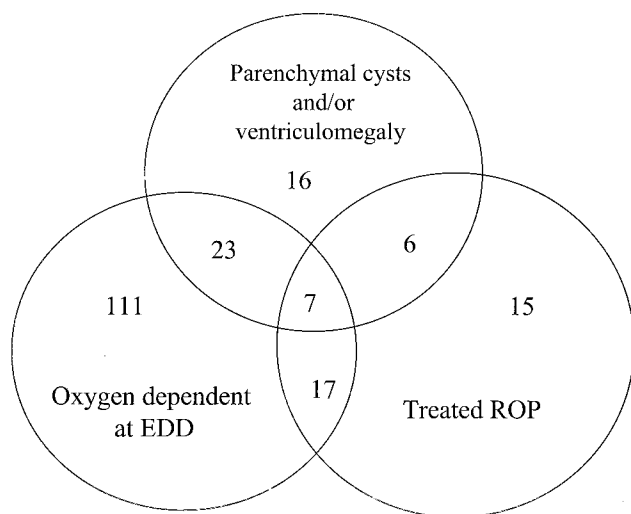 Parenchymal cysts
and/or
ventriculomegaly
16
23
6
7
111
15
17
Oxygen dependent
at EDD
Treated ROP